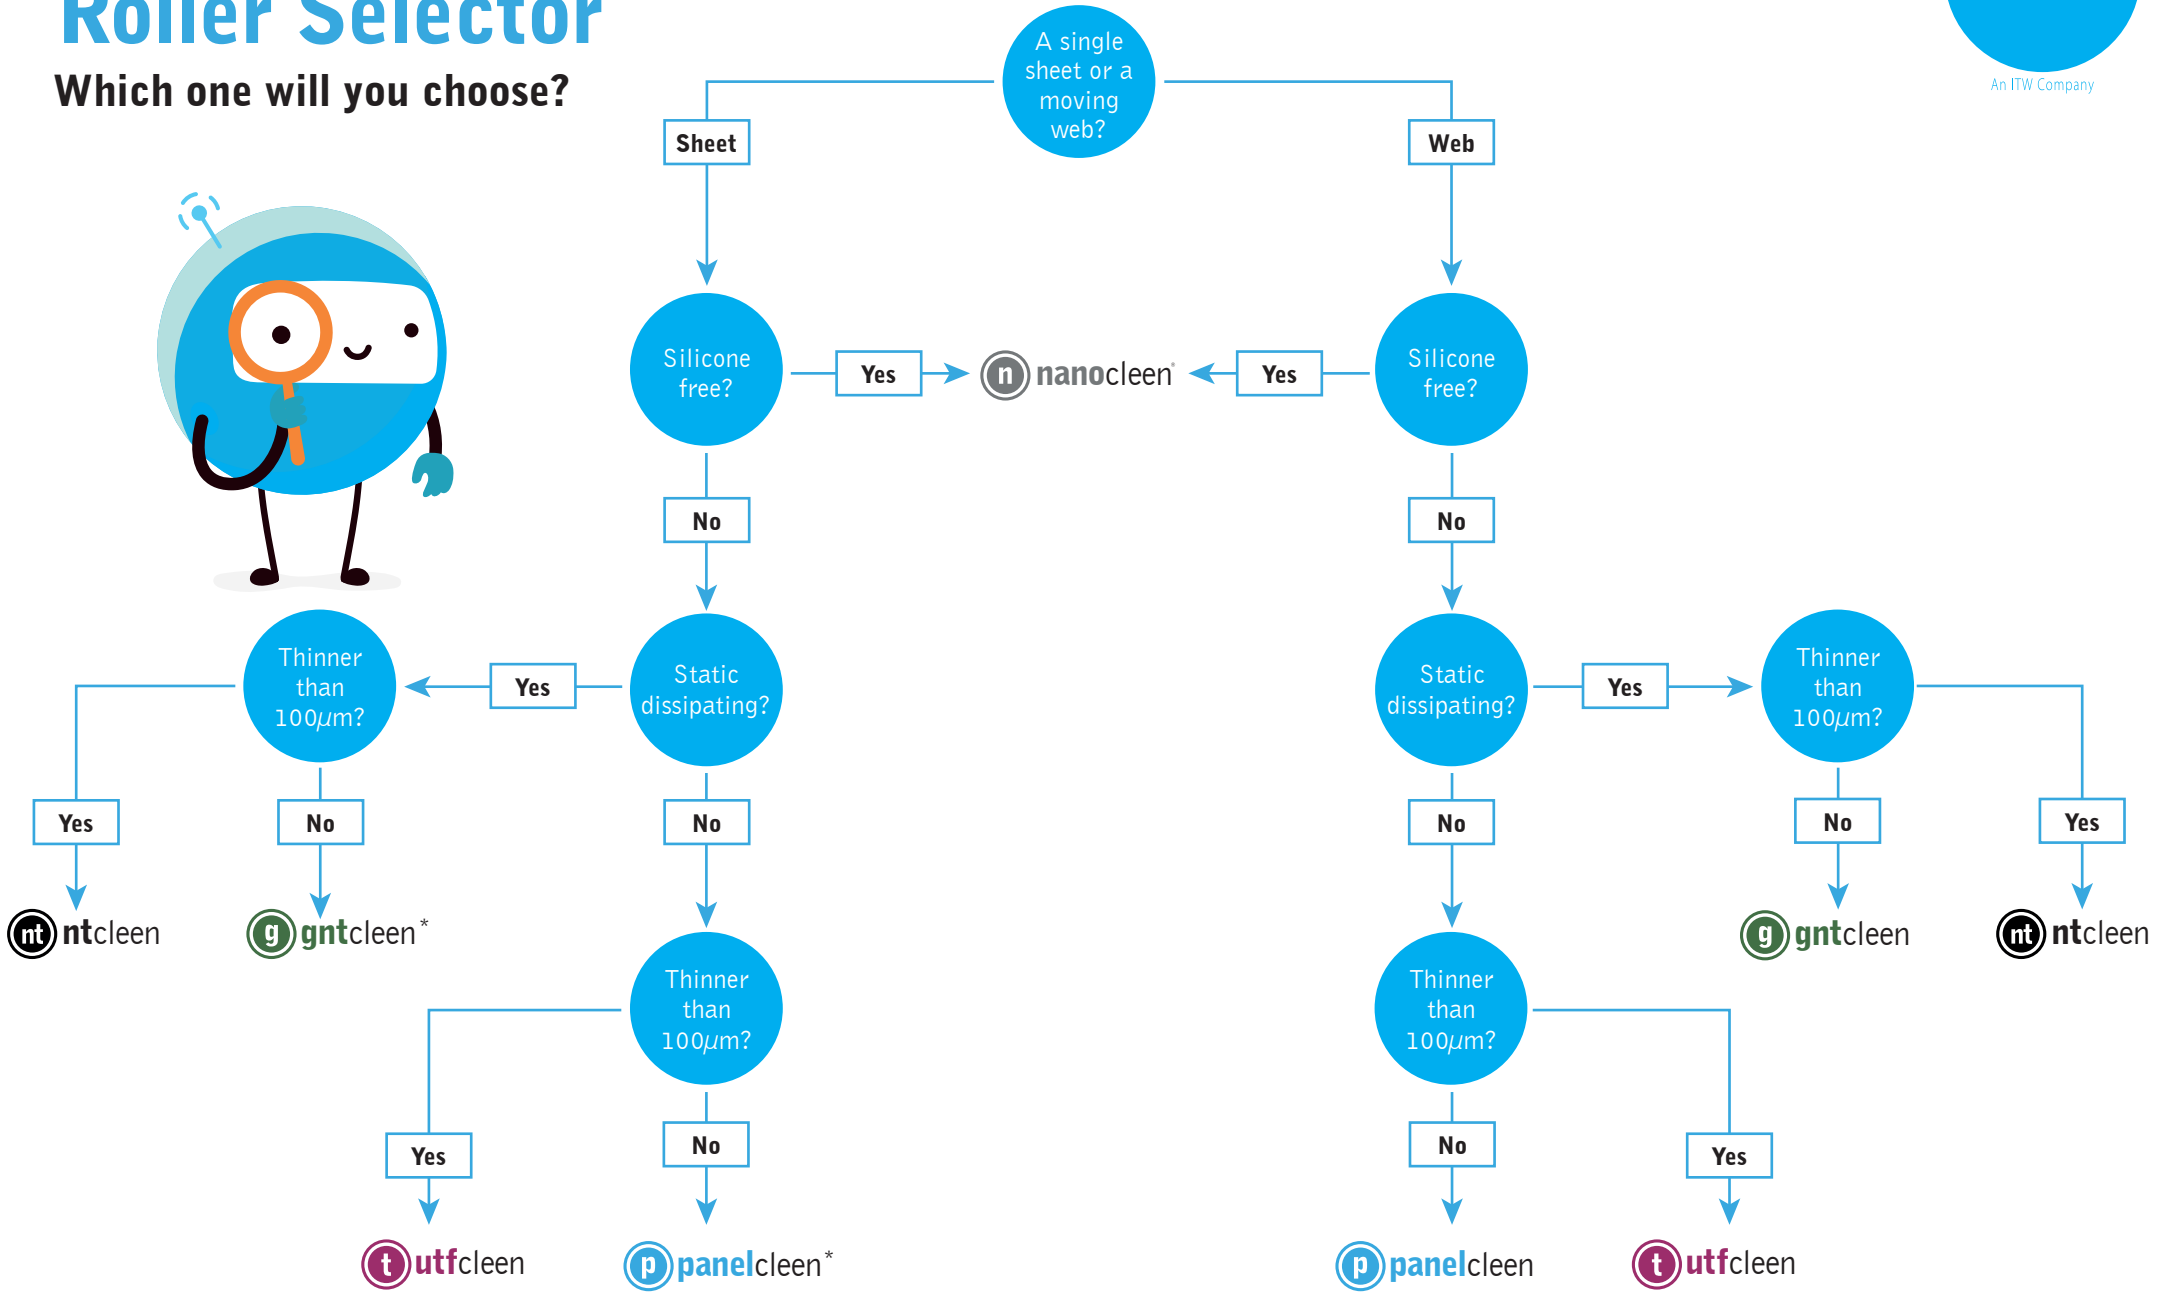 Roller Selector
Which one will you choose?
An ITW Company
A single
sheet or a
moving
web?
Sheet
Web
Silicone
free?
Yes
n nanocleen
Yes
Silicone
free?
No
No
Thinner
than
100µm?
Yes
Static
dissipating?
Static
dissipating?
Yes
Thinner
than
100µm?
Yes
No
No
No
No
Yes
nt ntcleen
g gntcleen*
g gntcleen
nt ntcleen
Thinner
than
100µm?
Thinner
than
100µm?
Yes
No
No
Yes
t utfcleen
p panelcleen*
p panelcleen
t utfcleen